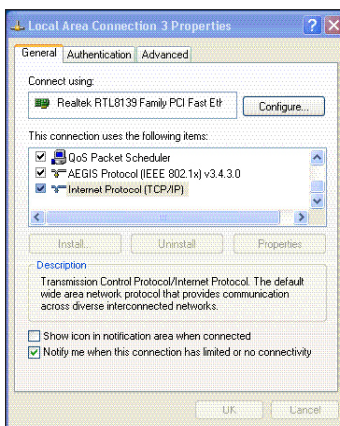 Local Area Connection 3 Properties
General Authentication Advanced
Connect using:
Realtek RTL8139 Family PCI Fast Eth
Configure...
This connection uses the following items:
QoS Packet Scheduler
AEGIS Protocol (IEEE 802.1x) v3.4.3.0
Internet Protocol (TCP/IP)
Install... Uninstall Properties
Description
Transmission Control Protocol/Internet Protocol. The default
wide area network protocol that provides communication
across diverse interconnected networks.
Show icon in notification area when connected
Notify me when this connection has limited or no connectivity
OK Cancel